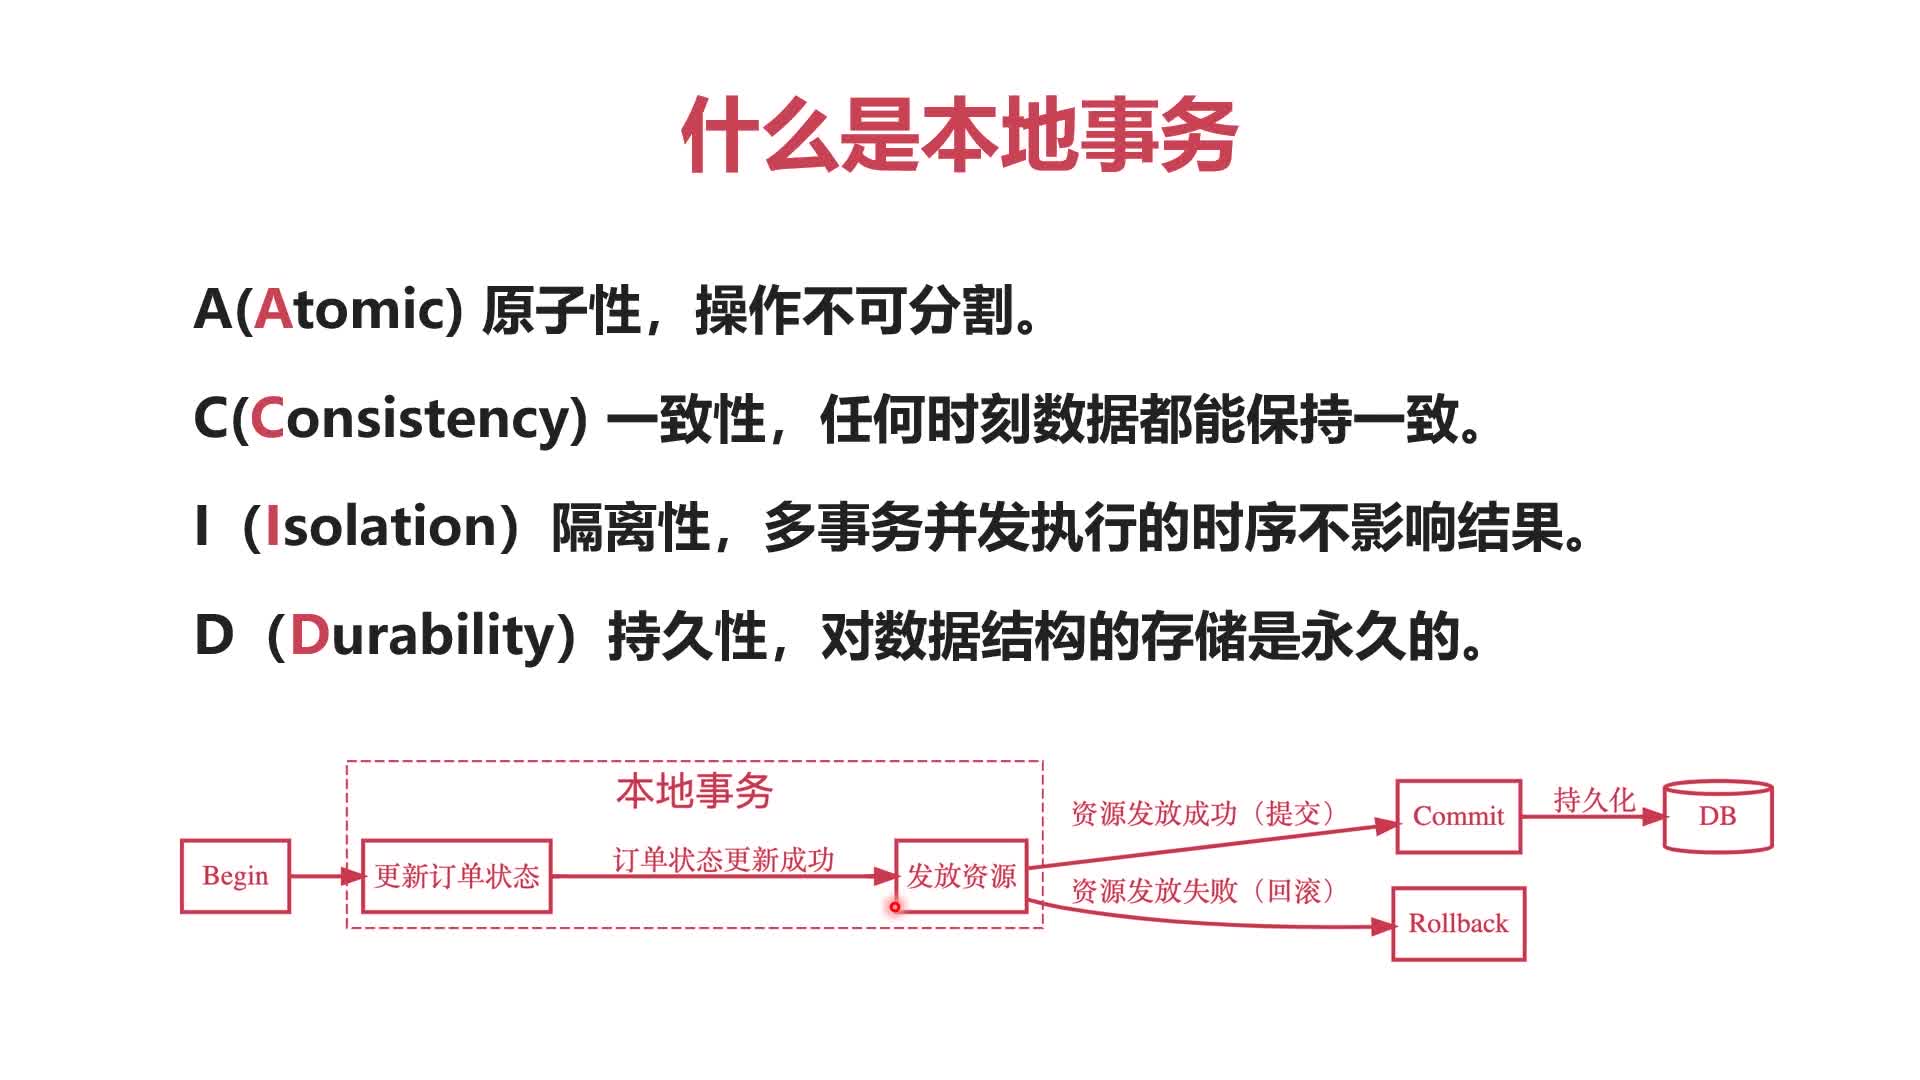 什么是本地事务
A(Atomic) 原子性，操作不可分割。
C(Consistency) 一致性，任何时刻数据都能保持一致。
I（Isolation）隔离性，多事务并发执行的时序不影响结果。
D（Durability）持久性，对数据结构的存储是永久的。
本地事务
Begin
更新订单状态
订单状态更新成功
发放资源
资源发放成功（提交）
Commit
持久化
DB
资源发放失败（回滚）
Rollback